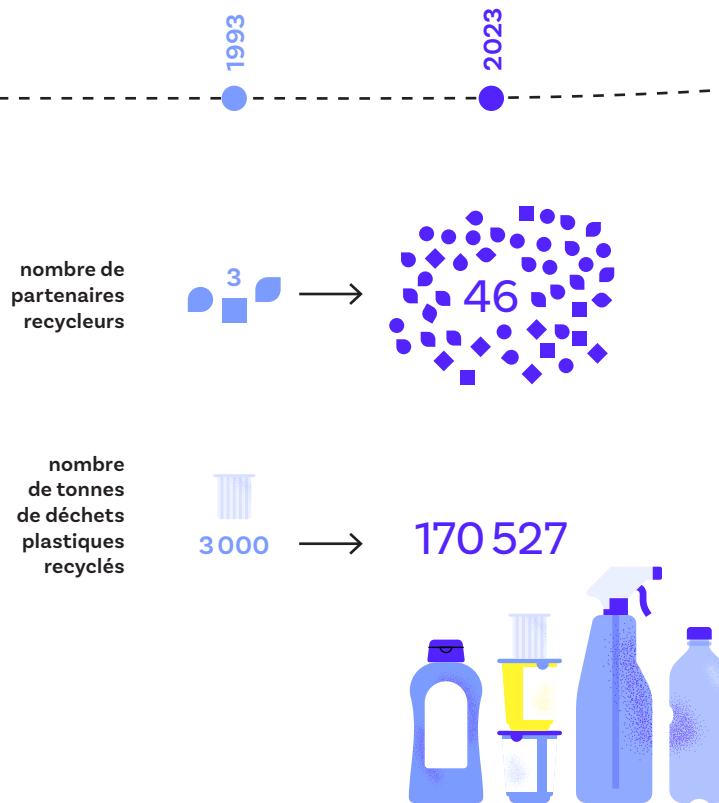 1993
2023
nombre de
partenaires
recycleurs
3
46
nombre
de tonnes
de déchets
plastiques
recyclés
3 000
170 527